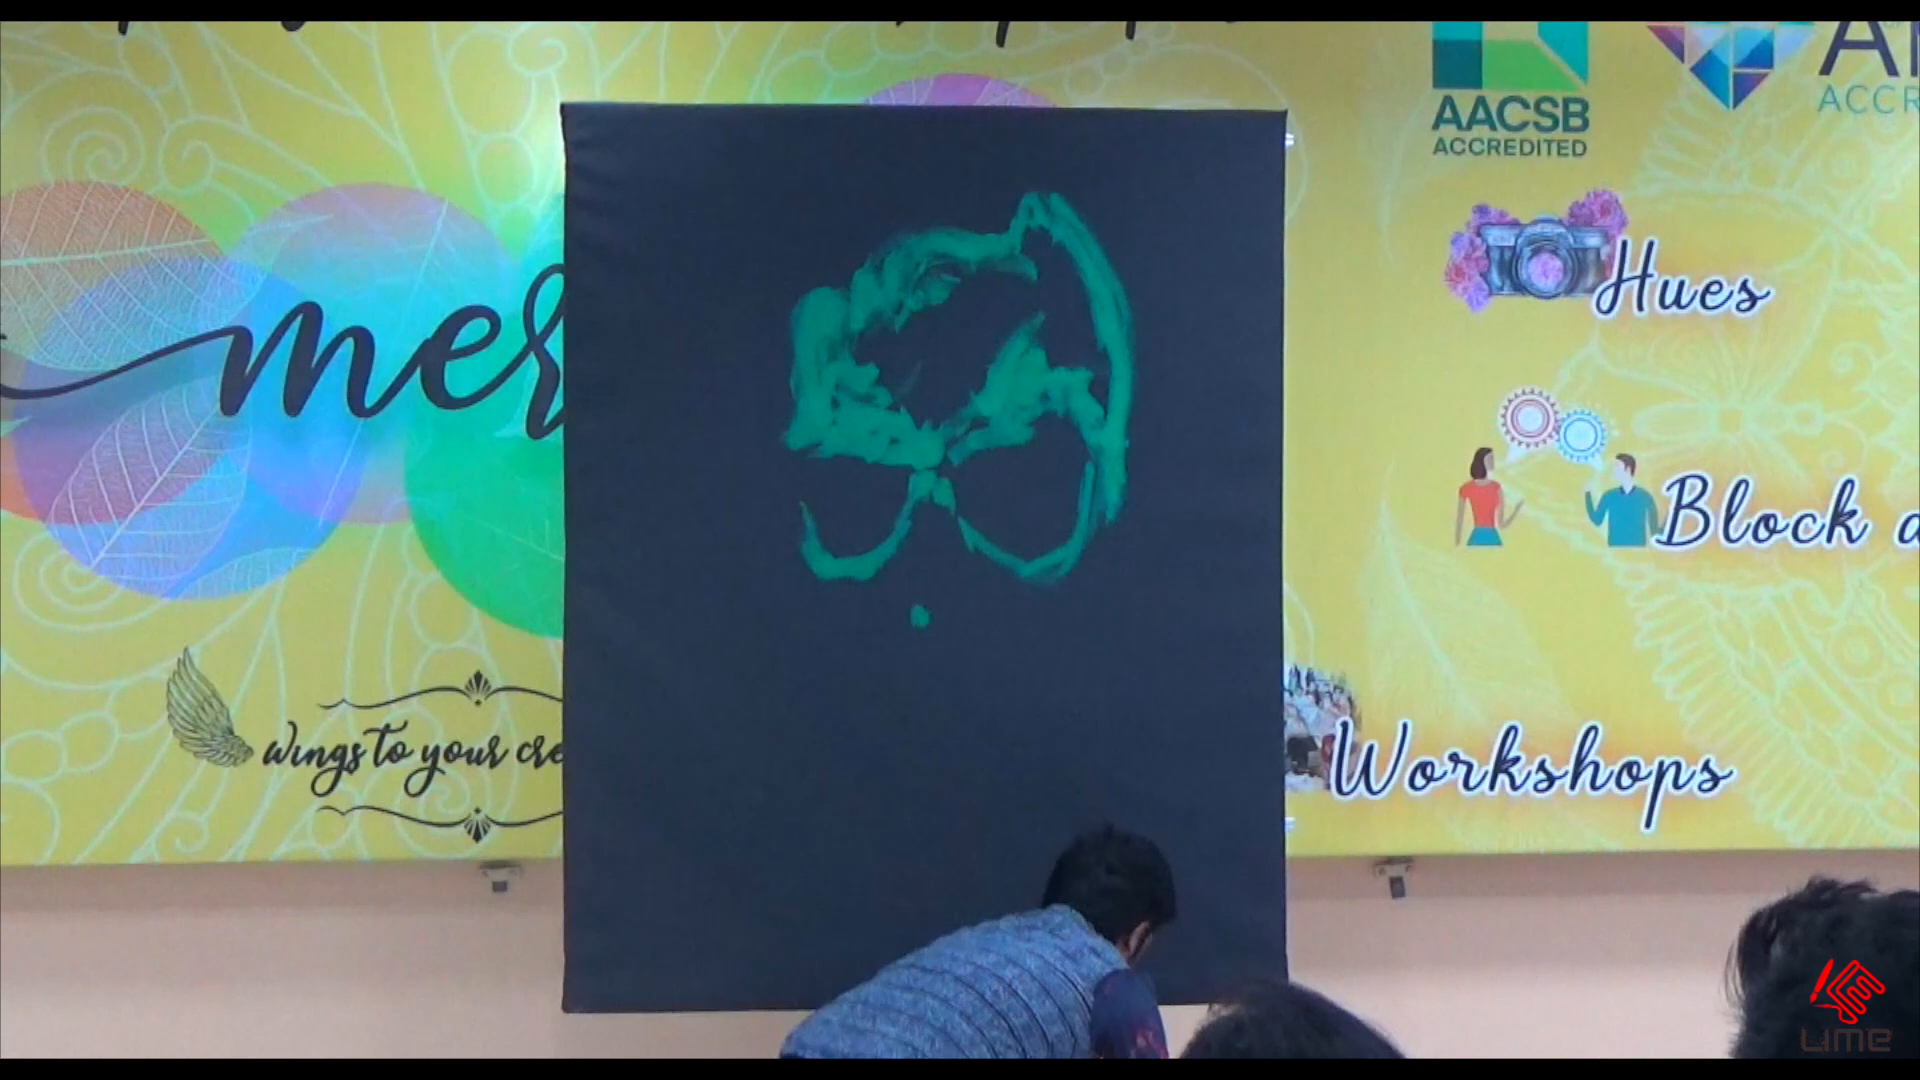 AACSB
ACCREDITED
ACCR
Hues
mer
Block a
wings to your cre
Workshops
LIME